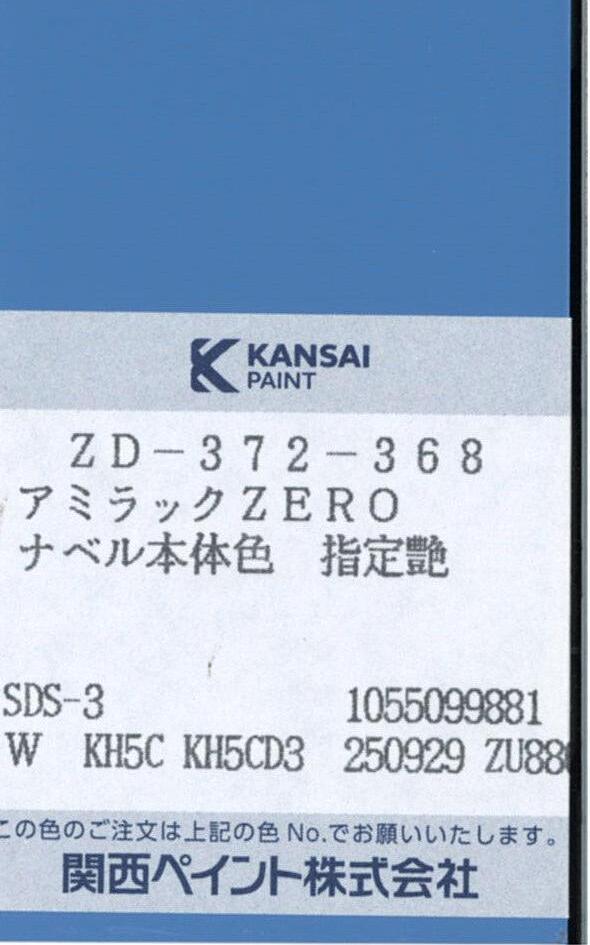 KANSAI
PAINT
ZD-372-368
アミラックZERO
ナベル本体色 指定艶
SDS-3 1055099881
W KH5C KH5CD3 250929
この色のご注文は上記の色No.でお願いいたします。
関西ペイント株式会社